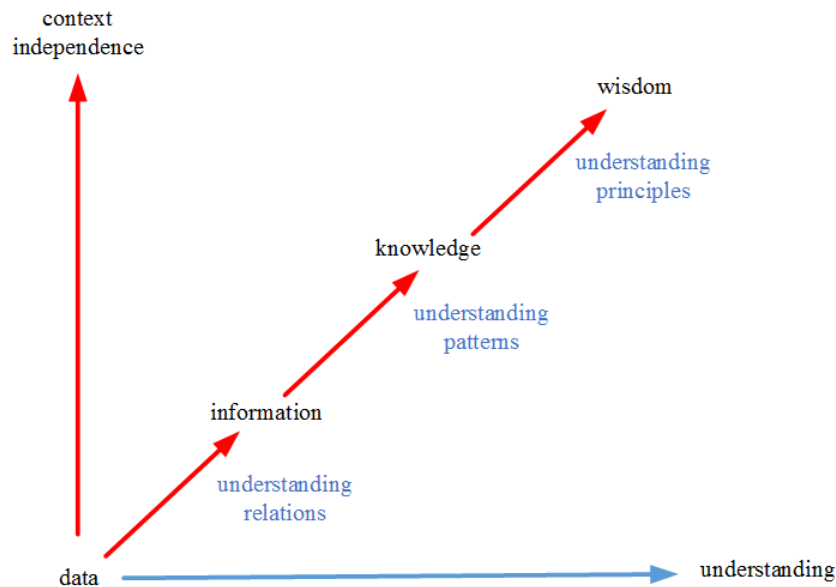 context
independence
wisdom
understanding
principles
knowledge
understanding
patterns
information
understanding
relations
data
understanding